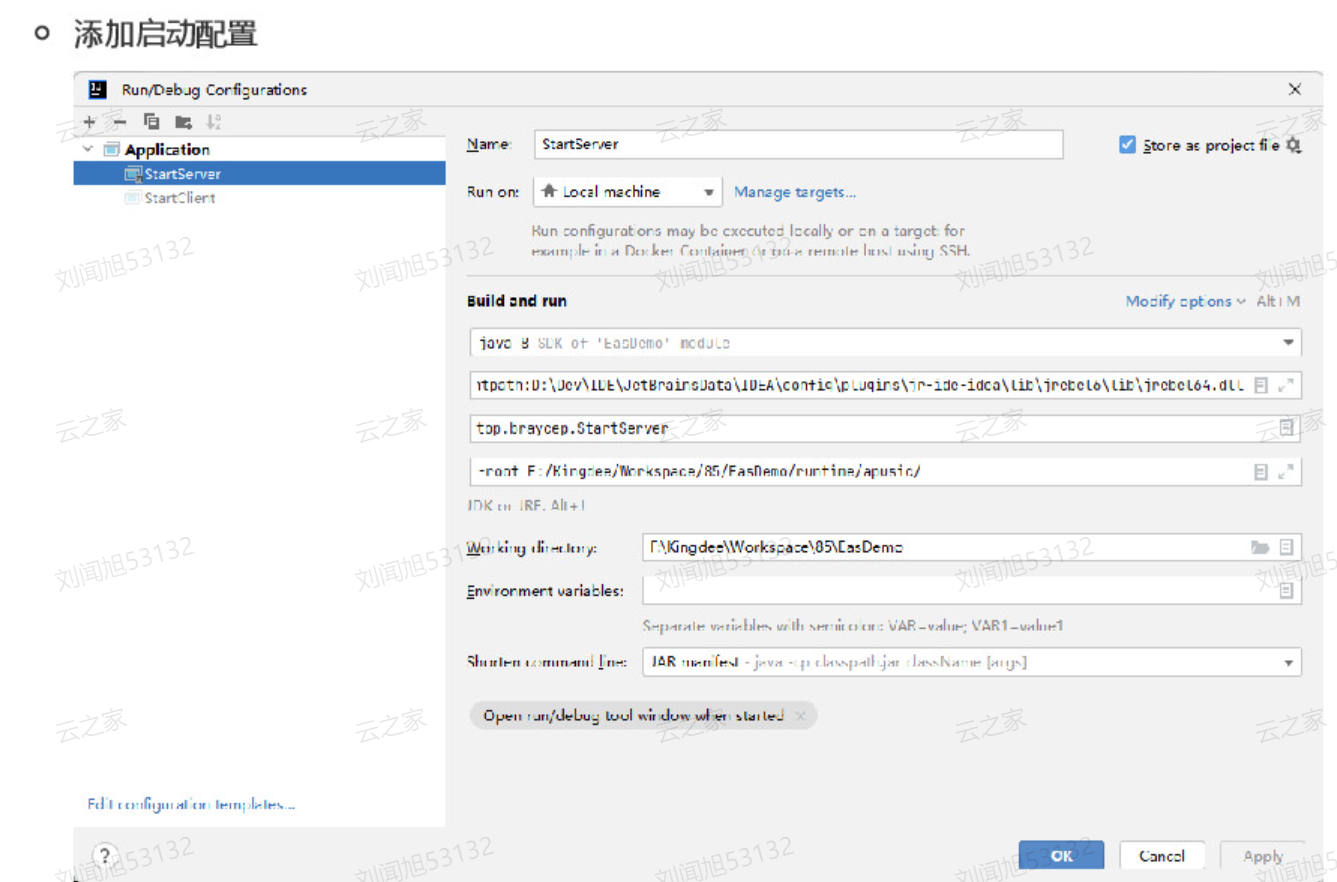 添加启动配置
Run/Debug Configurations
Application
StartServer
StartClient
Name: StartServer
Store as project file
Run on: Local machine
Manage targets...
Run configurations may be executed locally or on a target: for
example in a Docker Container or on a remote host using SSH.
Build and run
Modify options Alt+M
java 8 SDK of 'EasDemo' module
ntpath:D:\Dev\IDE\JetBrainsData\IDEA\config\plugins\jr-ide-idea\lib\jrebel6\lib\jrebel64.dll
top.braycep.StartServer
-root F:/Kingdee/Workspace/85/EasDemo/runtime/apusic/
JDK or JRE. Alt+J
Working directory: F:\Kingdee\Workspace\85\EasDemo
Environment variables:
Separate variables with semicolon: VAR=value; VAR1=value1
Shorten command line: JAR manifest - java -cp classpath.jar className [args]
Open run/debug tool window when started
Edit configuration templates...
?
OK
Cancel
Apply
云之家
刘闻旭53132